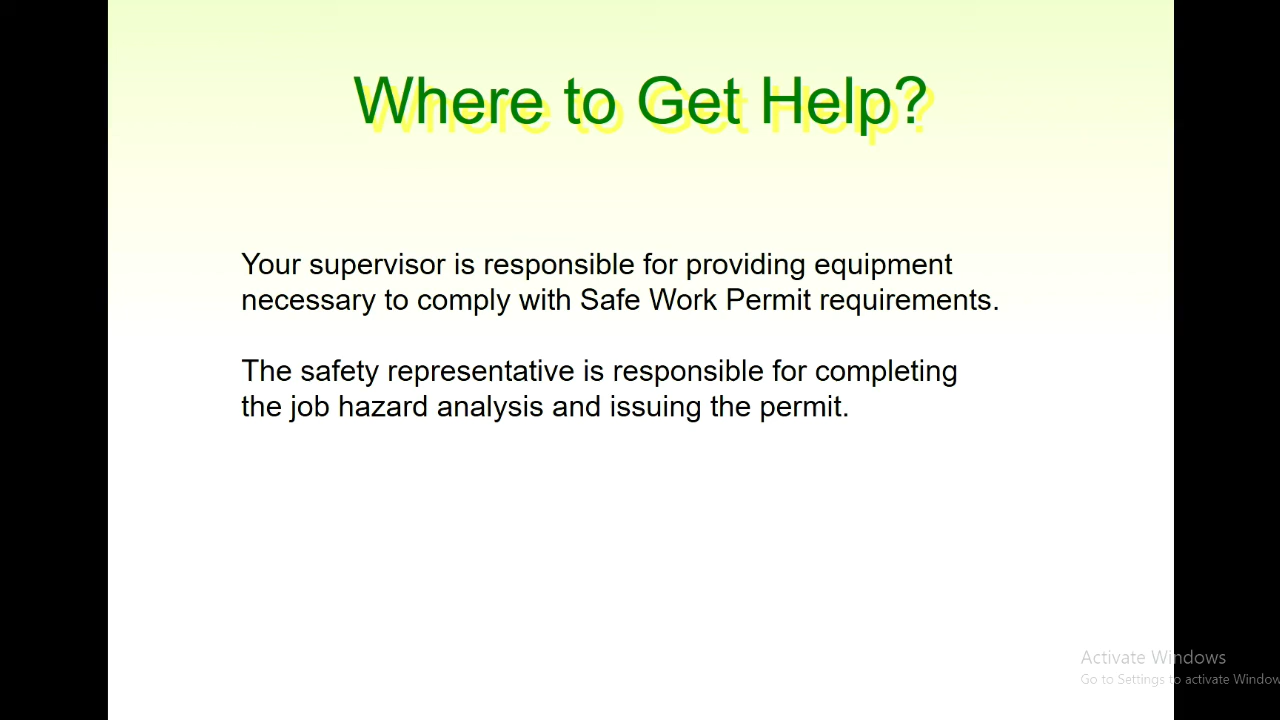 Where to Get Help?
Your supervisor is responsible for providing equipment
necessary to comply with Safe Work Permit requirements.
The safety representative is responsible for completing
the job hazard analysis and issuing the permit.
Activate Windows
Go to Settings to activate Window